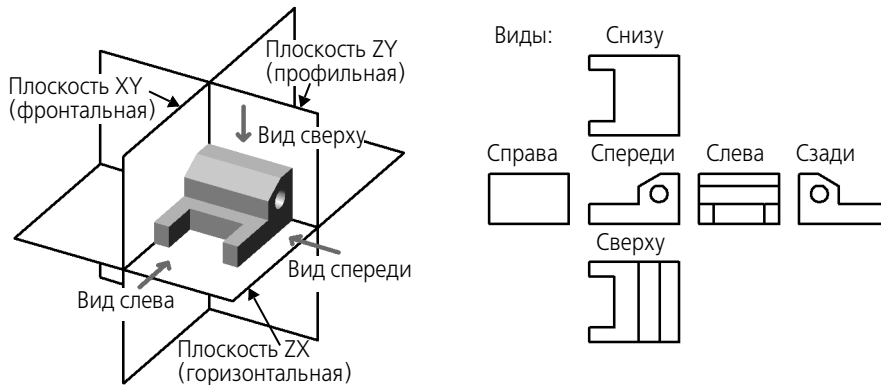 Плоскость ZY
(профильная)
Плоскость XY
(фронтальная)
Вид сверху
Вид спереди
Вид слева
Плоскость ZX
(горизонтальная)
Виды: Снизу
Справа Спереди Слева Сзади
Сверху